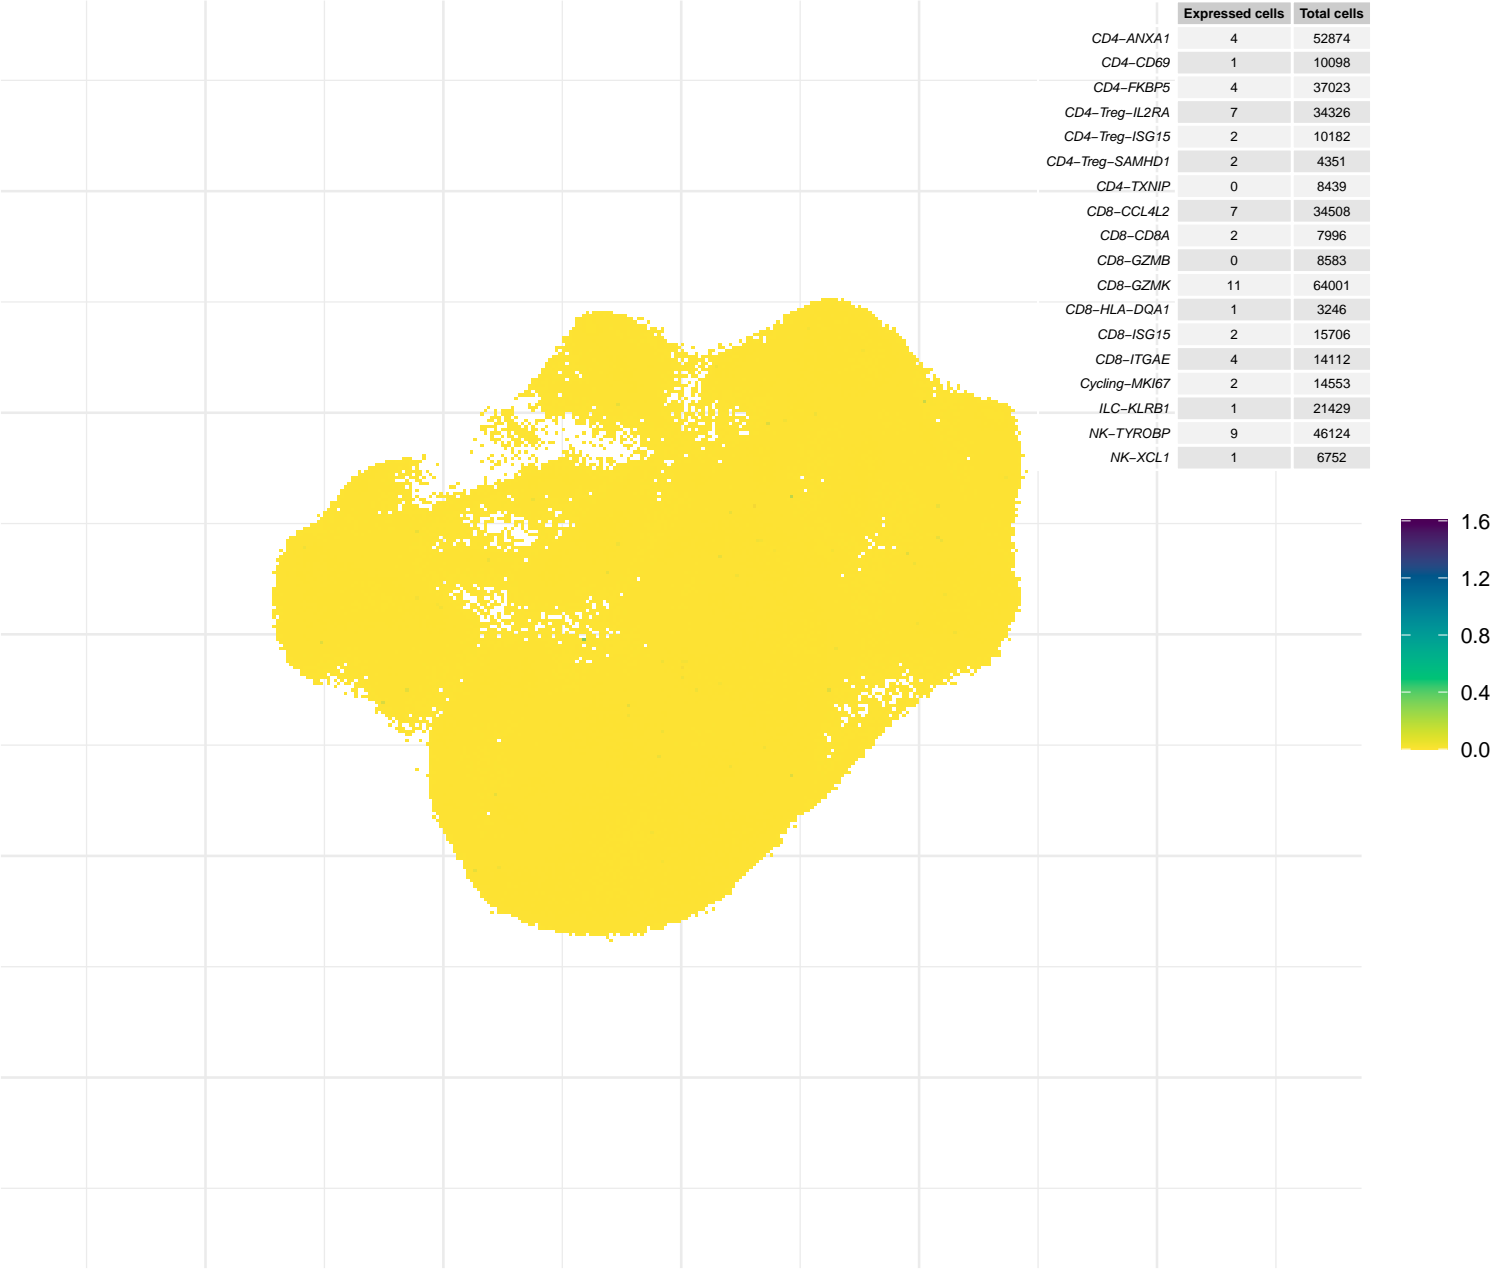 Expressed cells Total cells
CD4−ANXA1 4 52874
CD4−CD69 1 10098
CD4−FKBP5 4 37023
CD4−Treg−IL2RA 7 34326
CD4−Treg−ISG15 2 10182
CD4−Treg−SAMHD1 2 4351
CD4−TXNIP 0 8439
CD8−CCL4L2 7 34508
CD8−CD8A 2 7996
CD8−GZMB 0 8583
CD8−GZMK 11 64001
CD8−HLA−DQA1 1 3246
CD8−ISG15 2 15706
CD8−ITGAE 4 14112
Cycling−MKI67 2 14553
ILC−KLRB1 1 21429
NK−TYROBP 9 46124
NK−XCL1 1 6752
1.6
1.2
0.8
0.4
0.0